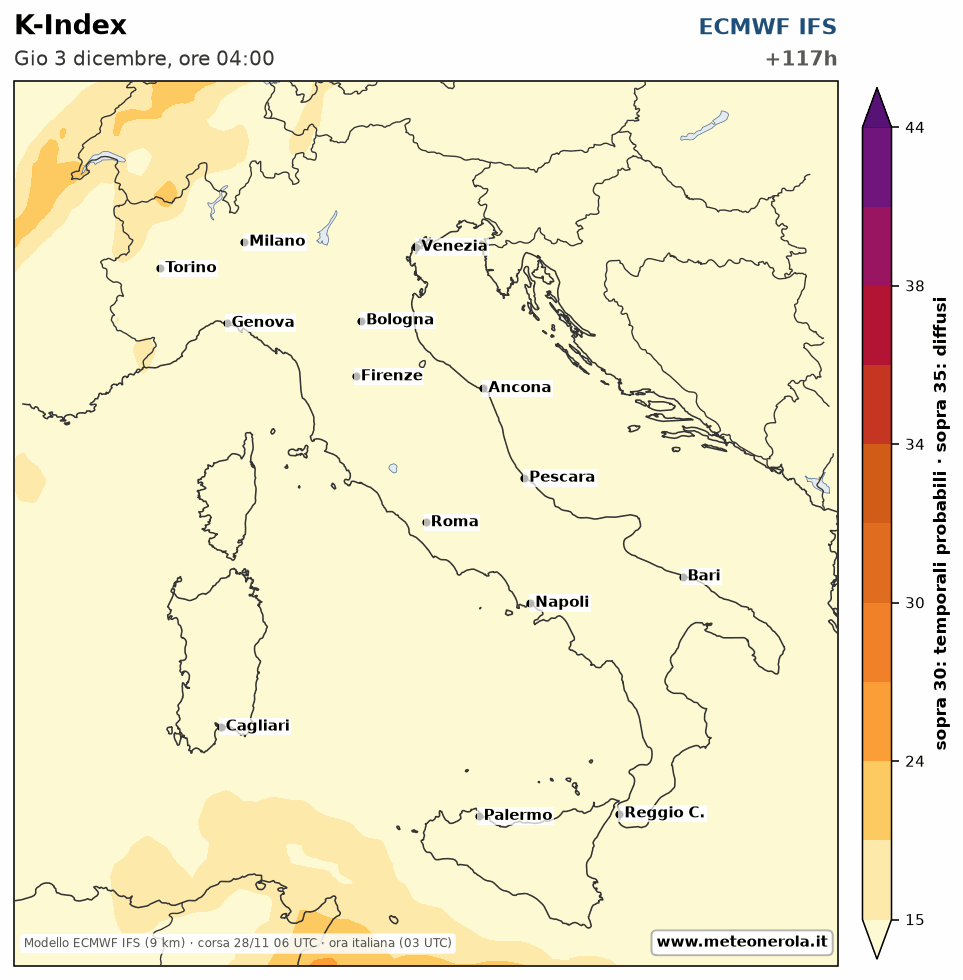 K-Index
ECMWF IFS
Gio 3 dicembre, ore 04:00
+117h
Milano
Venezia
Torino
Genova
Bologna
Firenze
Ancona
Pescara
Roma
Bari
Napoli
Cagliari
Palermo
Reggio C.
44
38
34
30
24
15
sopra 30: temporali probabili · sopra 35: diffusi
Modello ECMWF IFS (9 km) · corsa 28/11 06 UTC · ora italiana (03 UTC)
www.meteonerola.it